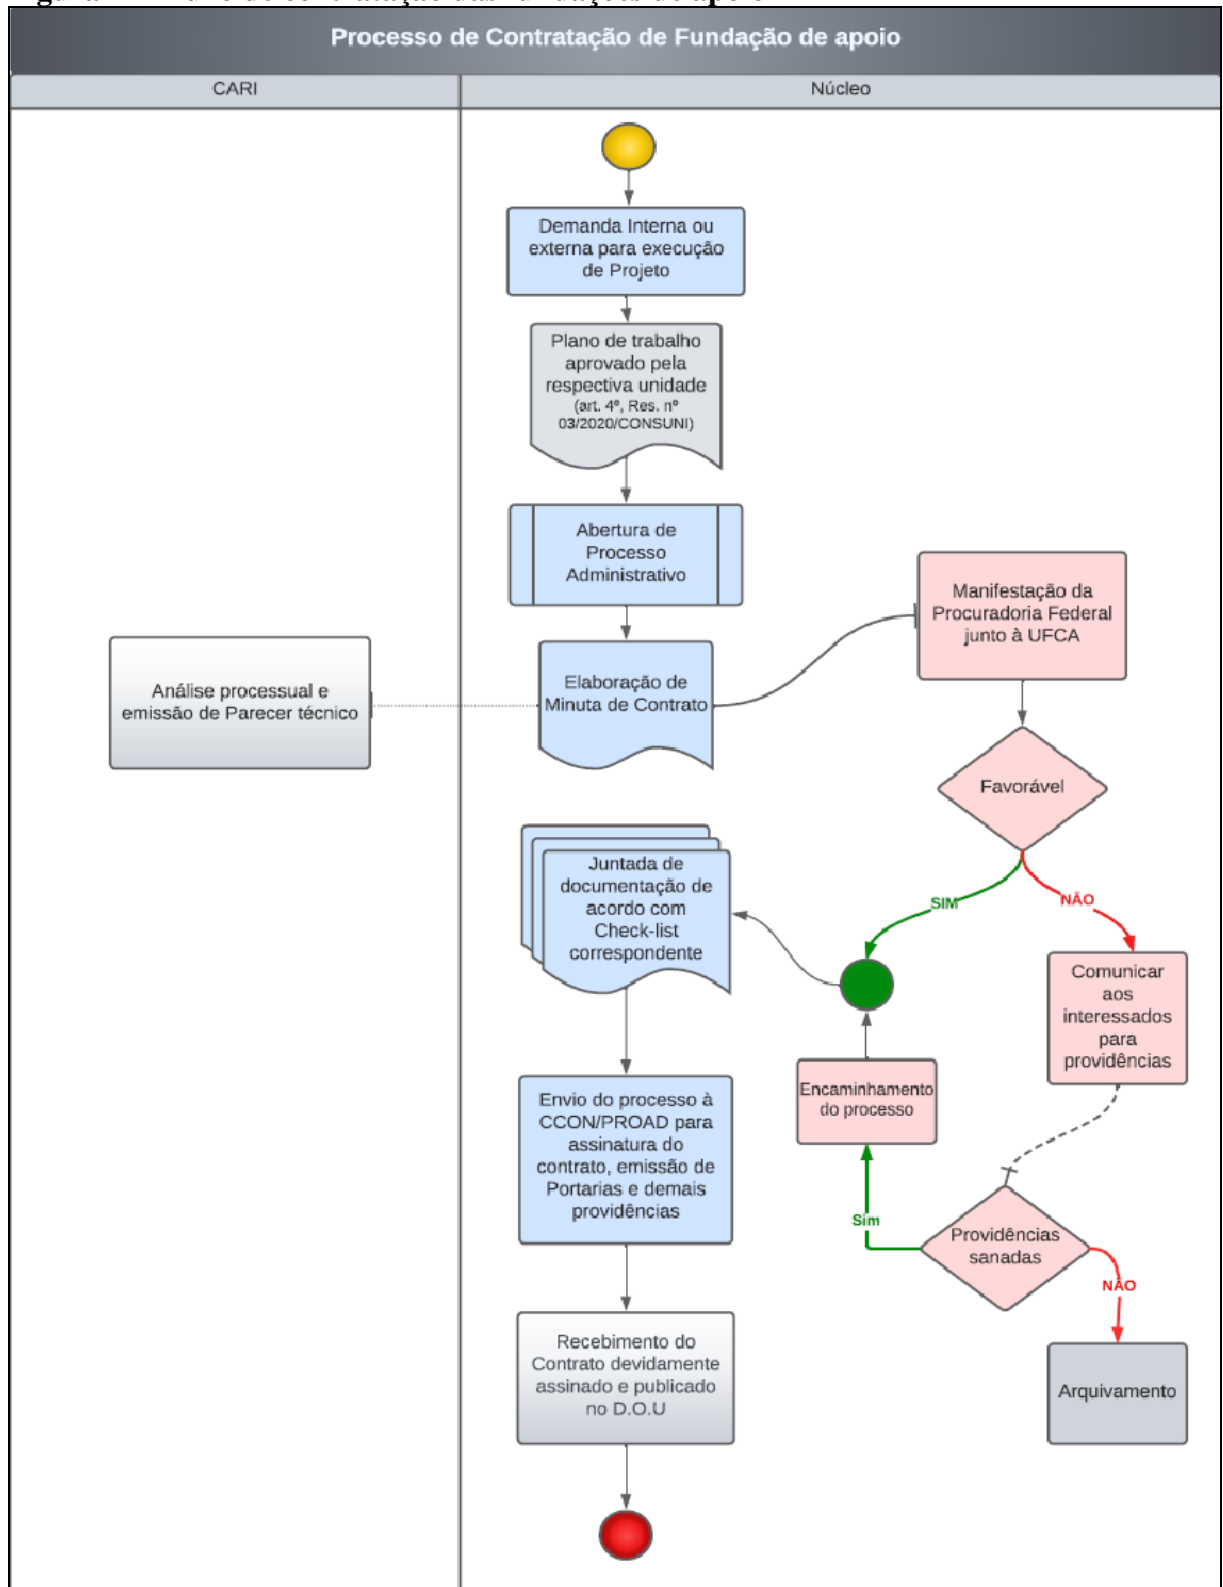 Processo de Contratação de Fundação de apoio
CARI
Núcleo
Demanda Interna ou
externa para execução
de Projeto
Plano de trabalho
aprovado pela
respectiva unidade
(art. 4º, Res. nº
03/2020/CONSUNI)
Abertura de
Processo
Administrativo
Manifestação da
Procuradoria Federal
junto à UFCA
Análise processual e
emissão de Parecer técnico
Elaboração de
Minuta de Contrato
Favorável
SIM
NÃO
Juntada de
documentação de
acordo com
Check-list
correspondente
Comunicar
aos
interessados
para
providências
Encaminhamento
do processo
Envio do processo à
CCON/PROAD para
assinatura do
contrato, emissão de
Portarias e demais
providências
Sim
Providências
sanadas
NÃO
Recebimento do
Contrato devidamente
assinado e publicado
no D.O.U
Arquivamento